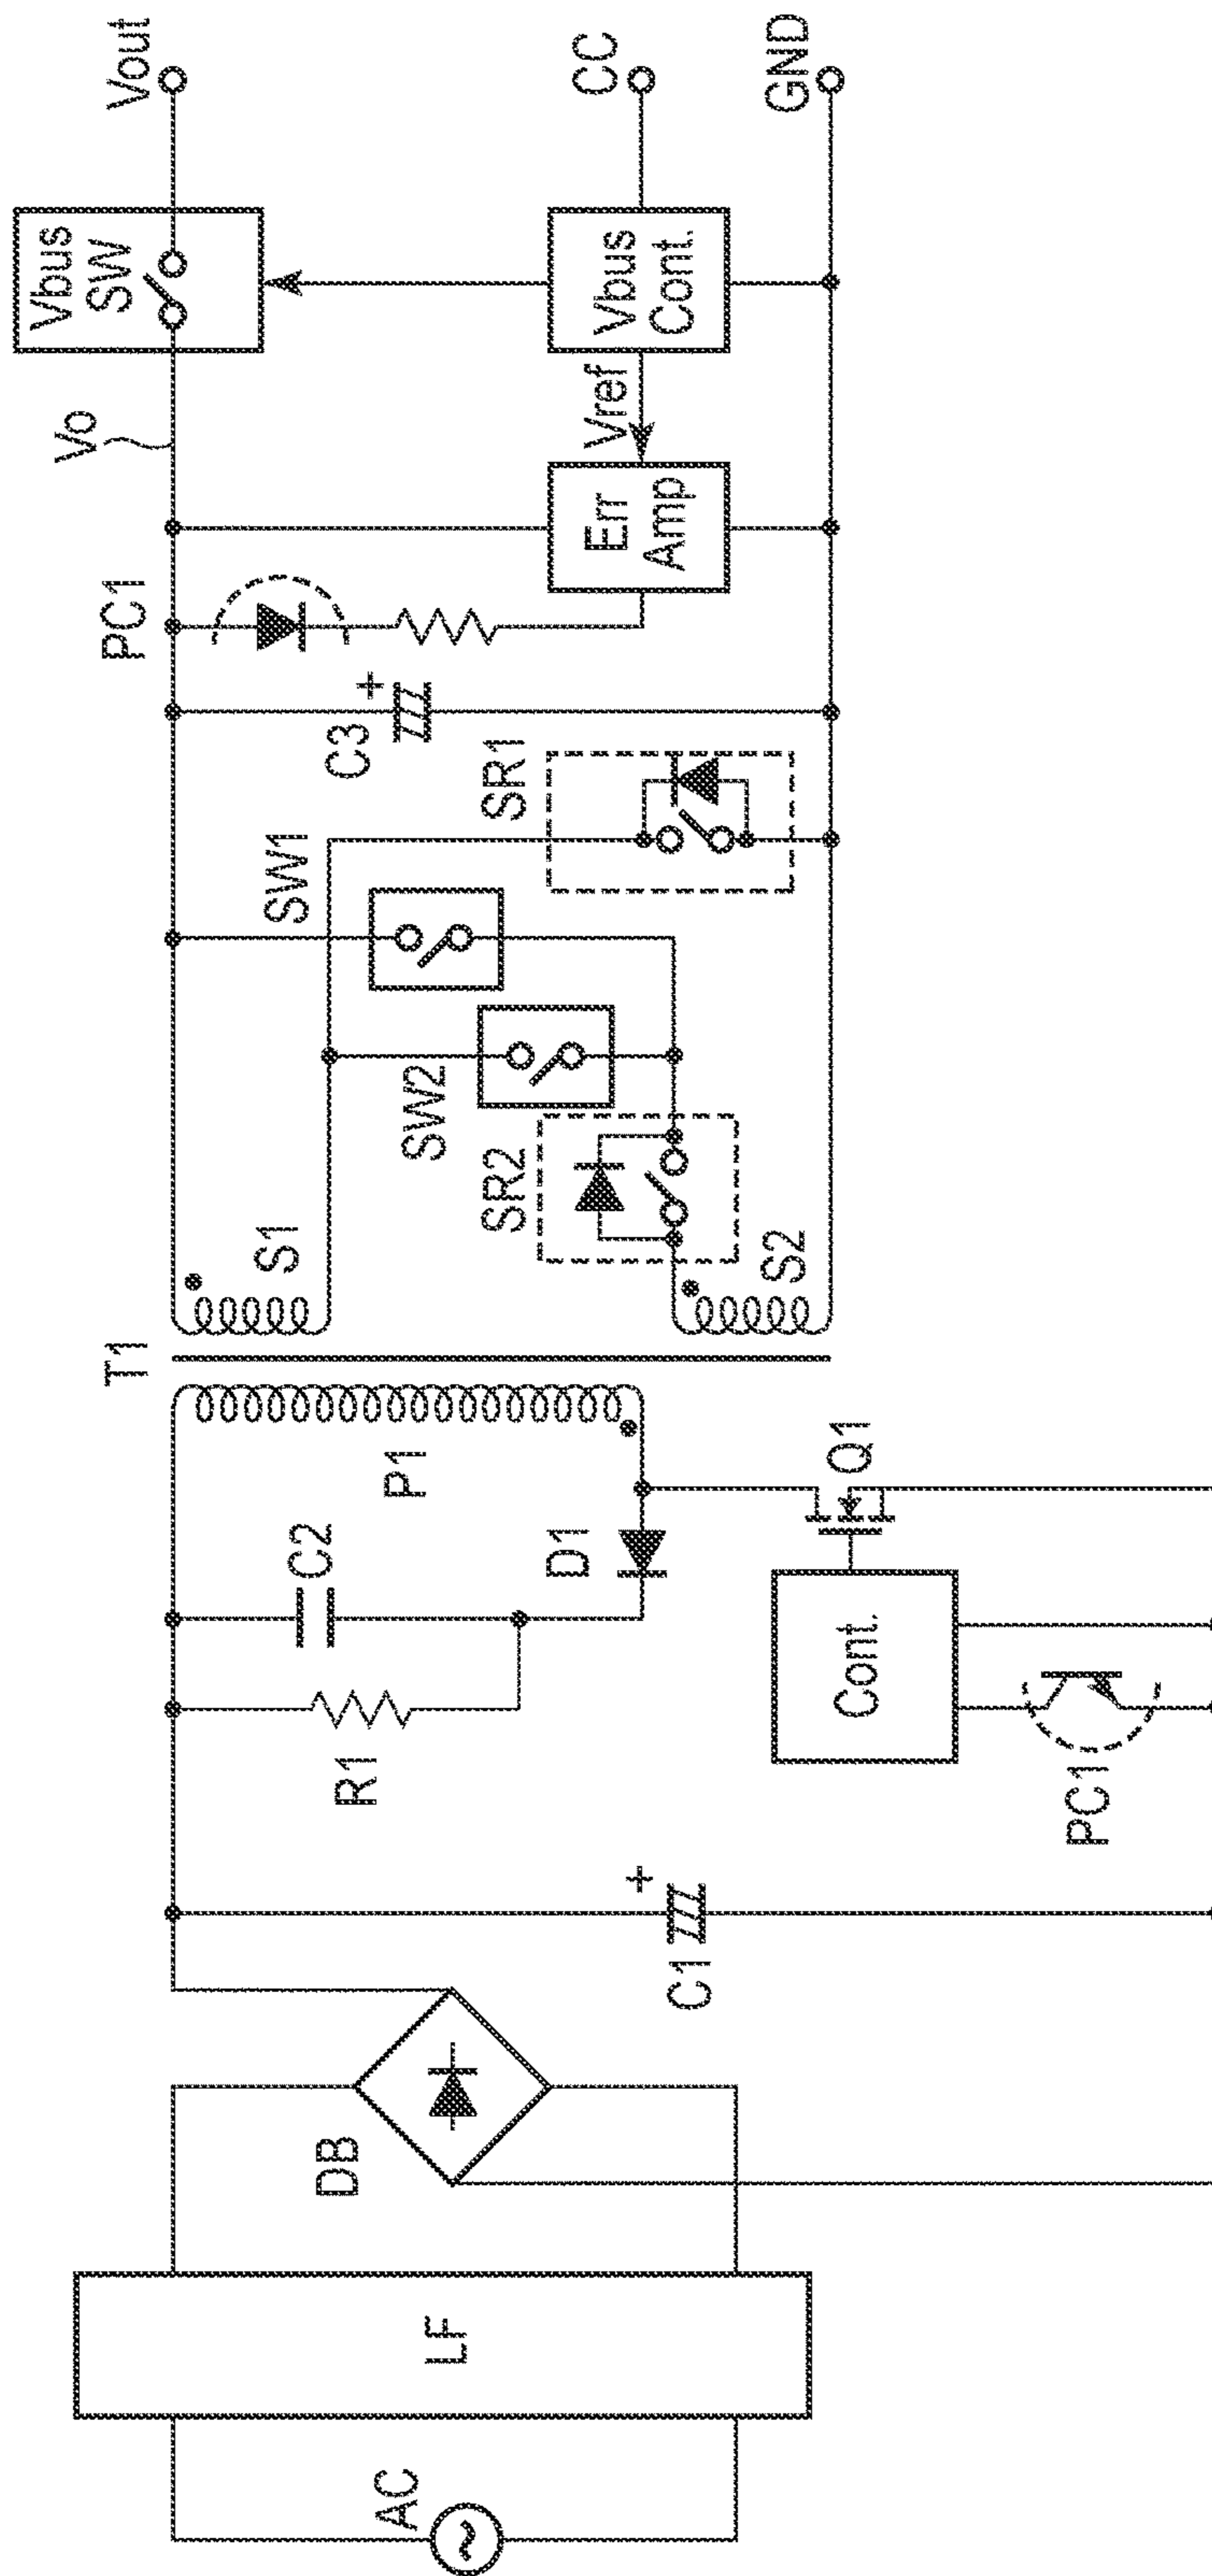 AC
LF
DB
C1
+
R1
C2
D1
P1
Cont.
PC1
Q1
T1
S1
S2
SR2
SW2
SW1
SR1
C3
+
PC1
Err
Amp
Vref
Vo
Vbus
SW
Vbus
Cont.
Vout
CC
GND